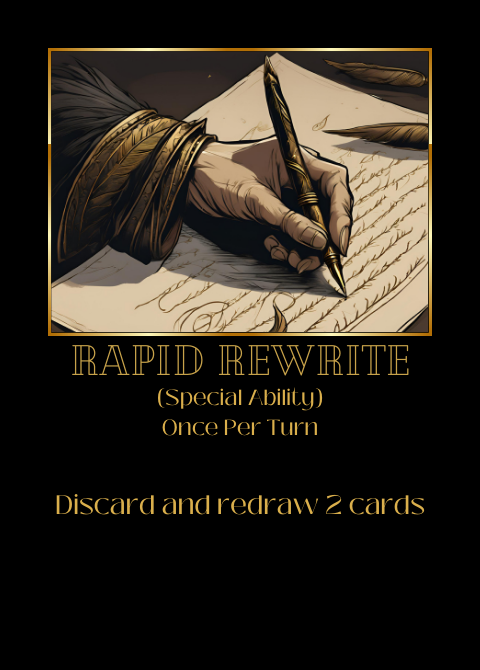 RAPID REWRITE
(Special Ability)
Once Per Turn
Discard and redraw 2 cards